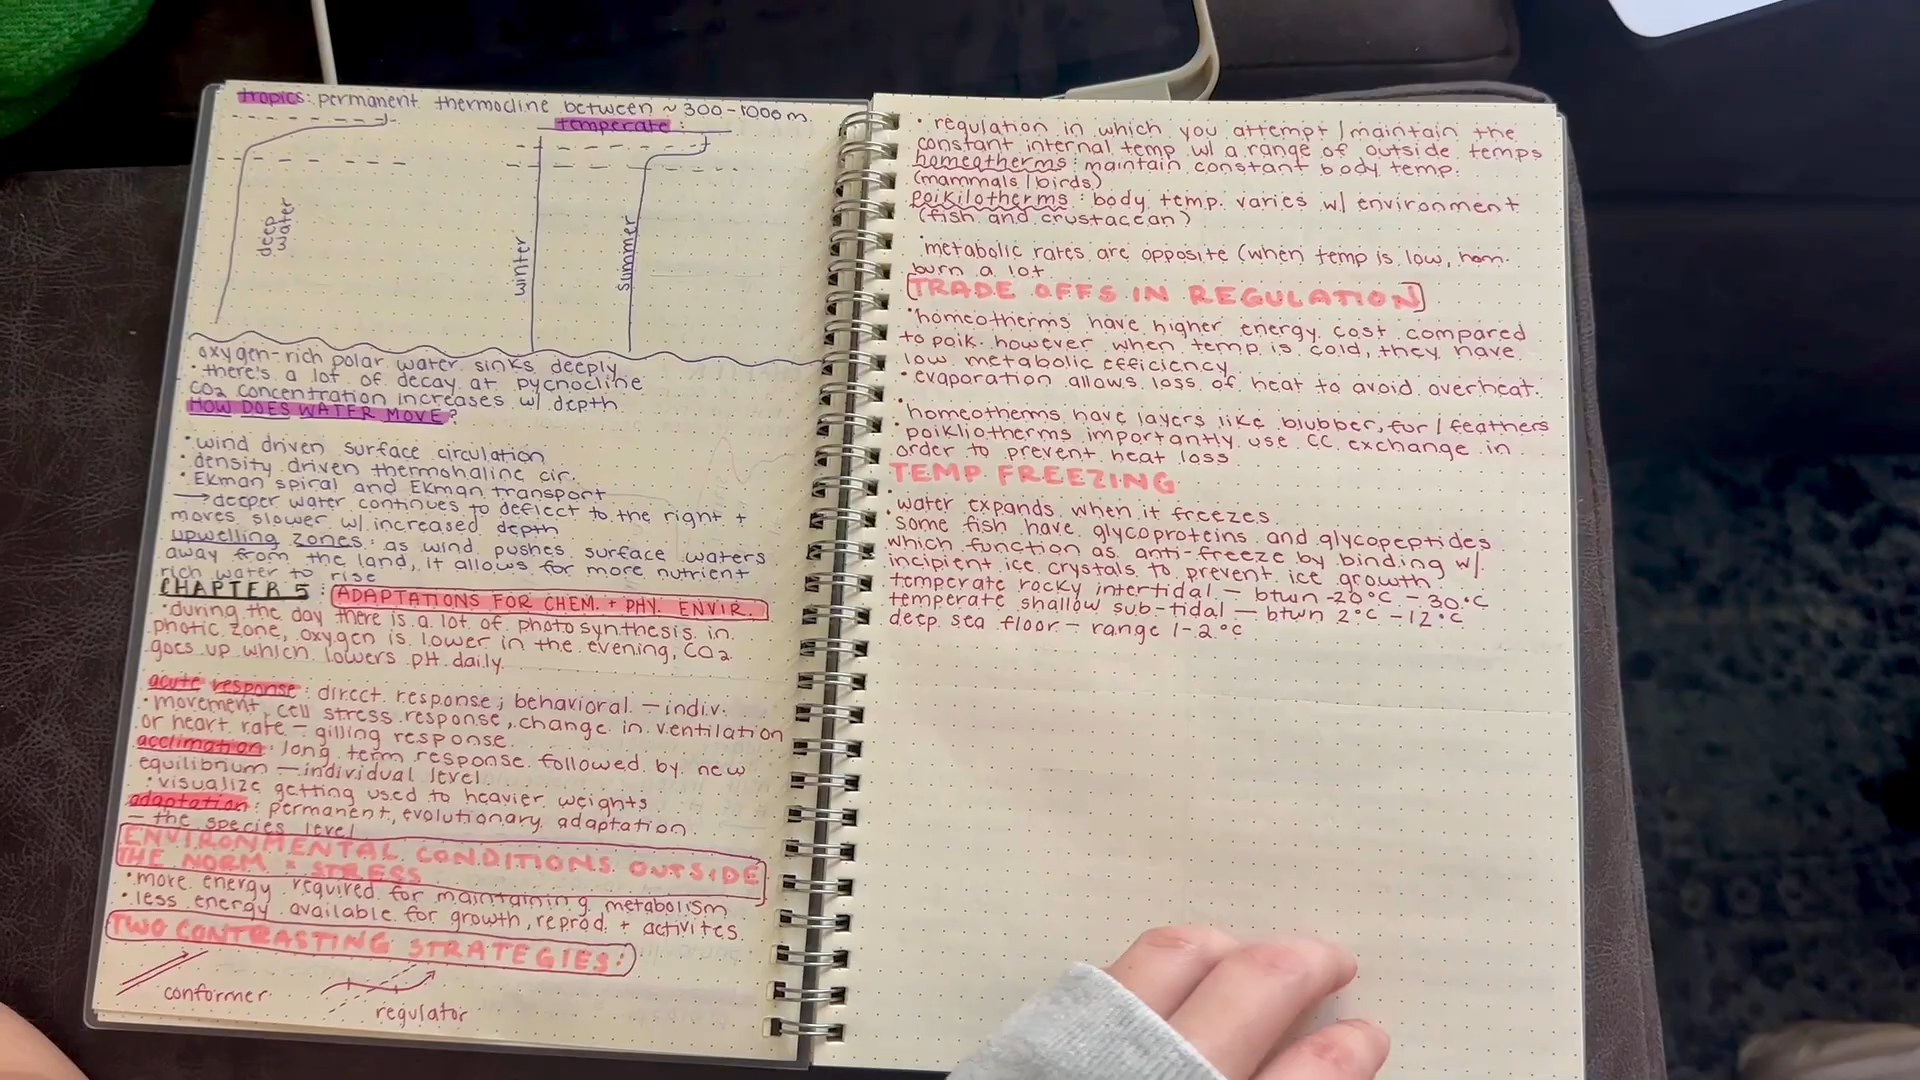 tropics: permanent thermocline between ~ 300-1000m
temperate:
deep
water
winter
summer
oxygen-rich polar water sinks deeply
• there's a lot of decay at pycnocline
CO2 concentration increases w/ depth
HOW DOES WATER MOVE?
• wind driven surface circulation
• density driven thermohaline cir.
• Ekman spiral and Ekman transport
→ deeper water continues to deflect to the right +
moves slower w/ increased depth
upwelling zones: as wind pushes surface waters
away from the land, it allows for more nutrient
rich water to rise
CHAPTER 5: ADAPTATIONS FOR CHEM. + PHY. ENVIR.
• during the day there is a lot of photosynthesis in
photic zone, oxygen is lower in the evening, CO2
goes up which lowers pH daily
acute response: direct response; behavioral — indiv.
• movement, cell stress response, change in ventilation
or heart rate — gilling response
acclimation: long term response followed by new
equilibrium — individual level
• visualize getting used to heavier weights
adaptation: permanent, evolutionary adaptation
— the species level
ENVIRONMENTAL CONDITIONS OUTSIDE
THE NORM = STRESS
• more energy required for maintaining metabolism
• less energy available for growth, reprod. + activites
TWO CONTRASTING STRATEGIES:
conformer
regulator
• regulation in which you attempt / maintain the
constant internal temp w/ a range of outside temps
homeotherms: maintain constant body temp.
(mammals/birds)
poikilotherms: body temp. varies w/ environment
(fish and crustacean)
• metabolic rates are opposite (when temp is low, hom.
burn a lot
[TRADE OFFS IN REGULATION]
• homeotherms have higher energy cost compared
to poik. however when temp is cold, they have
low metabolic efficiency
• evaporation allows loss of heat to avoid overheat.
• homeotherms have layers like blubber, fur / feathers
• poikliotherms importantly use CC exchange in
order to prevent heat loss
TEMP FREEZING
• water expands when it freezes
• some fish have glycoproteins and glycopeptides
which function as anti-freeze by binding w/
incipient ice crystals to prevent ice growth
temperate rocky intertidal — btwn -20°C - 30°C
temperate shallow sub-tidal — btwn 2°C - 12°C
deep sea floor — range 1-2°C